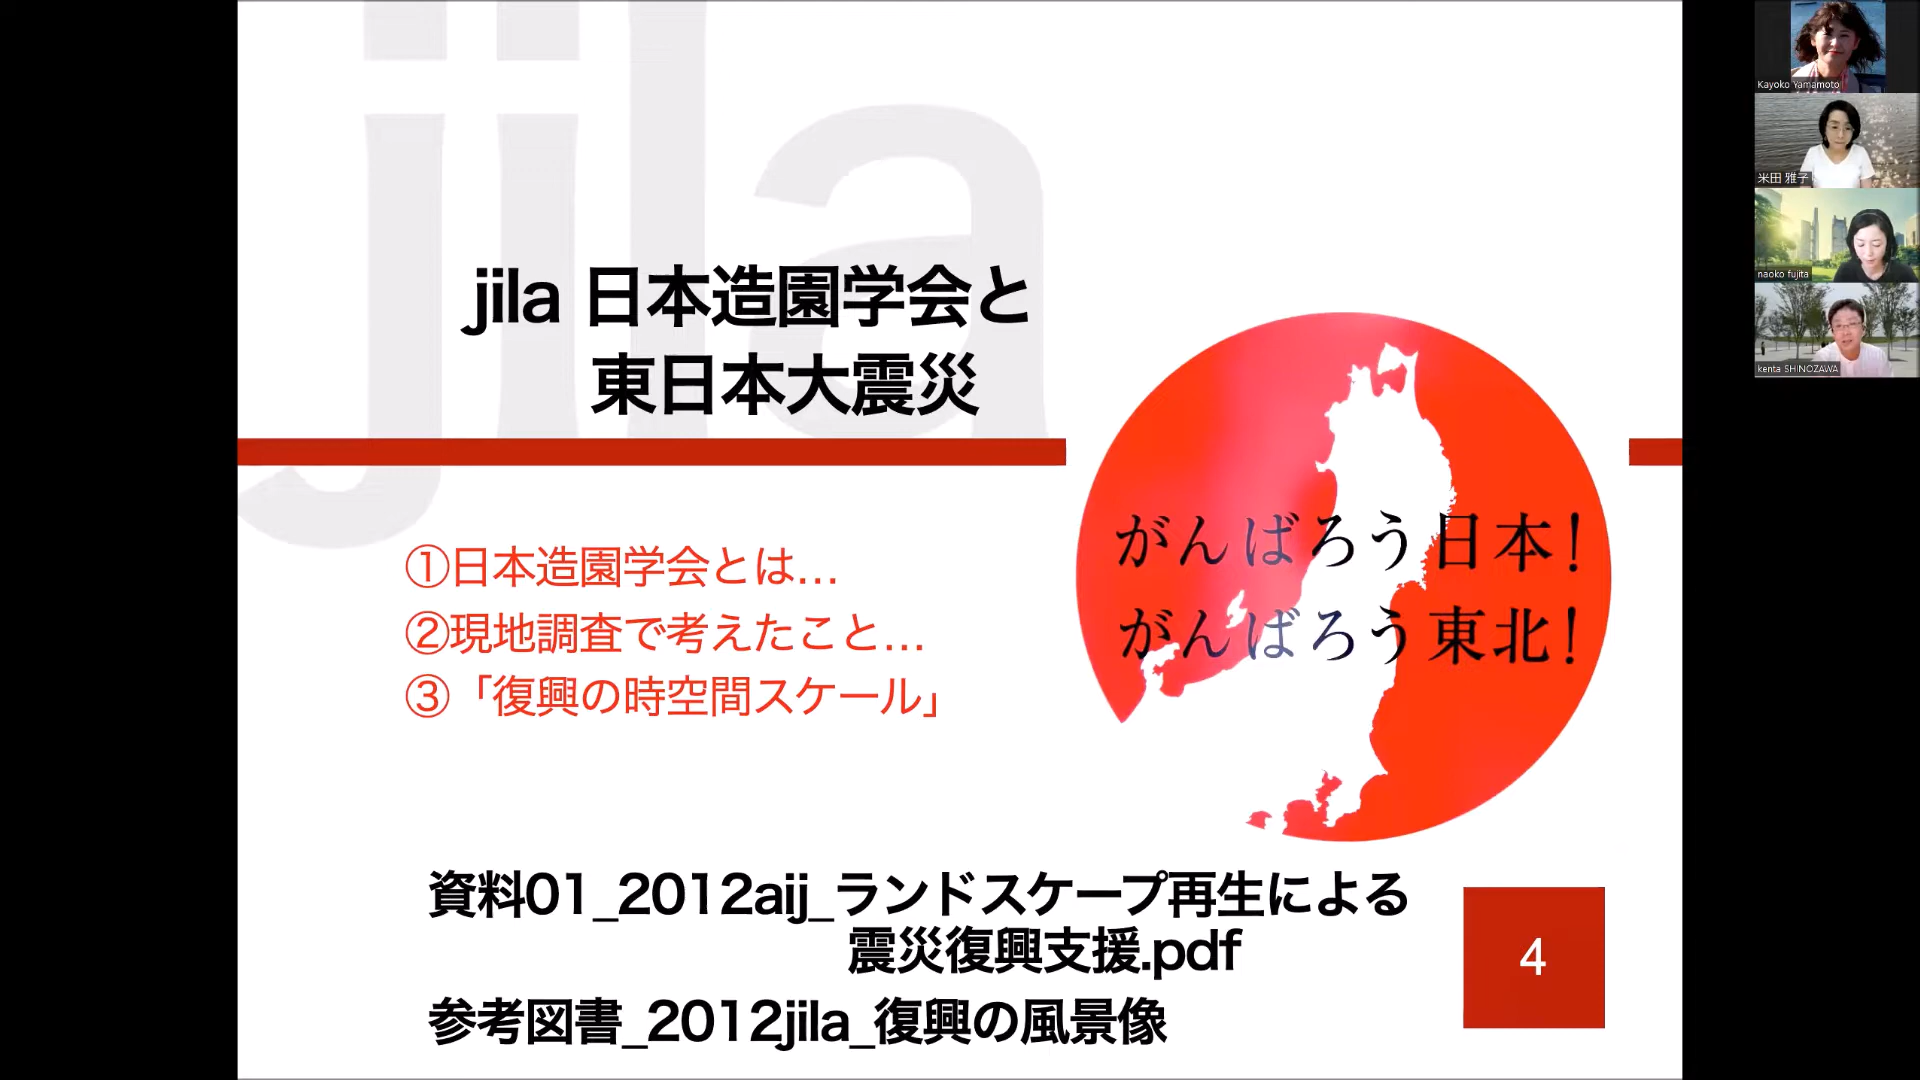 jila
jila 日本造園学会と
東日本大震災
①日本造園学会とは...
②現地調査で考えたこと...
③「復興の時空間スケール」
がんばろう日本!
がんばろう東北!
資料01_2012aij_ランドスケープ再生による
震災復興支援.pdf
参考図書_2012jila_復興の風景像
4
Kayoko Yamamoto
米田 雅子
naoko fujita
kenta SHINOZAWA